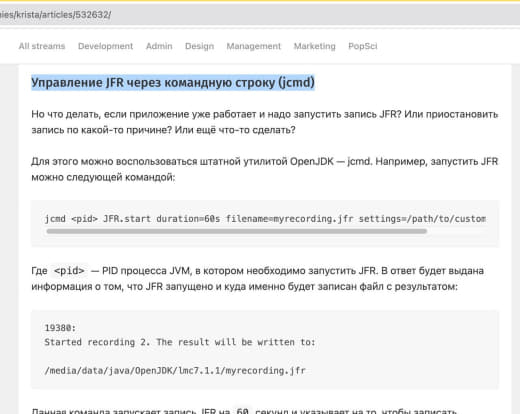 ies/krista/articles/532632/
All streams Development Admin Design Management Marketing PopSci
Управление JFR через командную строку (jcmd)
Но что делать, если приложение уже работает и надо запустить запись JFR? Или приостановить
запись по какой-то причине? Или ещё что-то сделать?
Для этого можно воспользоваться штатной утилитой OpenJDK — jcmd. Например, запустить JFR
можно следующей командой:
jcmd <pid> JFR.start duration=60s filename=myrecording.jfr settings=/path/to/custom
Где <pid> — PID процесса JVM, в котором необходимо запустить JFR. В ответ будет выдана
информация о том, что JFR запущено и куда именно будет записан файл с результатом:
19380:
Started recording 2. The result will be written to:
/media/data/java/OpenJDK/lmc7.1.1/myrecording.jfr
Данная команда запускает запись JFR на 60 секунд и указывает на то, чтобы записать